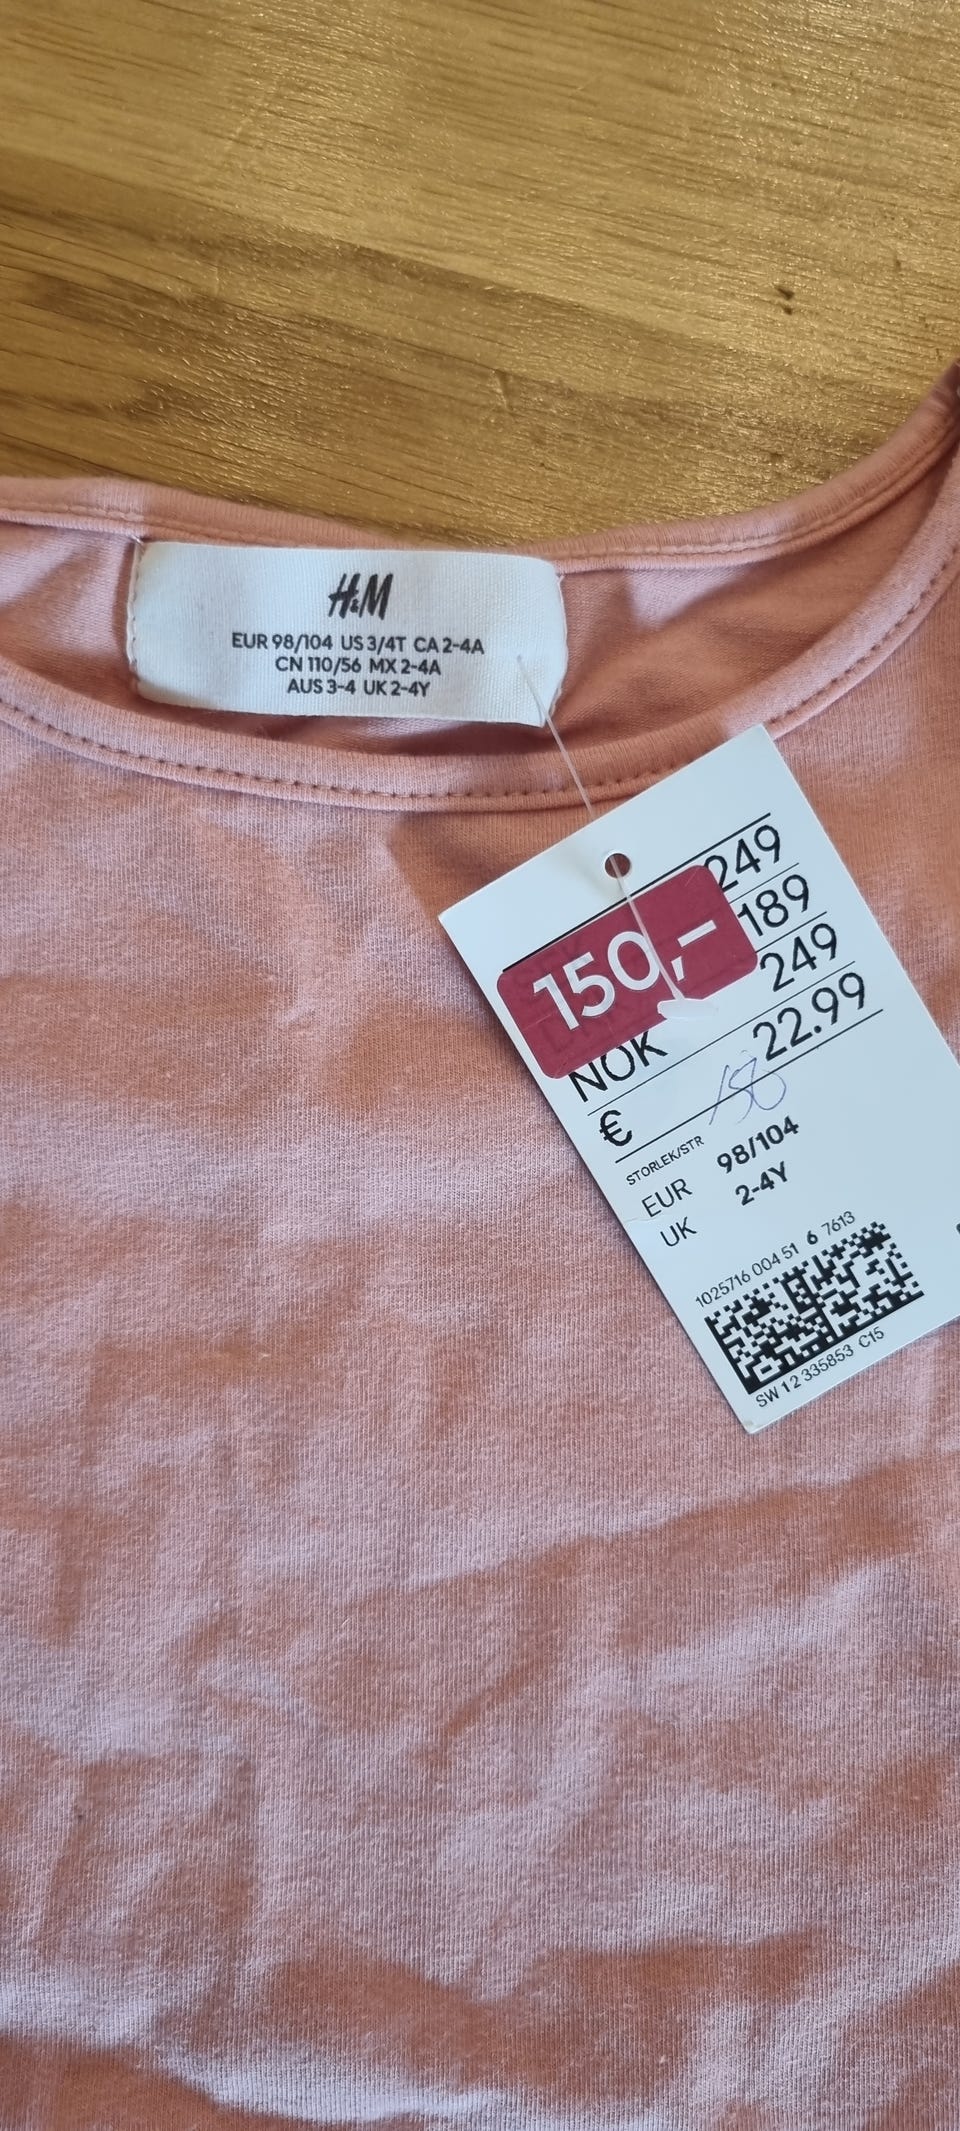 H&M
EUR 98/104 US 3/4T CA 2-4A
CN 110/56 MX 2-4A
AUS 3-4 UK 2-4Y
249
150,-
189
249
NOK
22.99
€
150
STORLEK/STR
EUR 98/104
UK 2-4Y
1025716 004 51 6 7613
SW 1 2 335853 C15